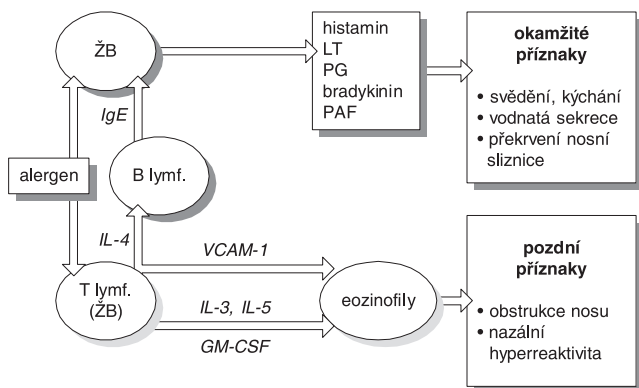 ŽB
histamin
LT
PG
bradykinin
PAF
okamžité
příznaky
• svědění, kýchání
• vodnatá sekrece
• překrvení nosní
sliznice
IgE
alergen
B lymf.
IL-4
VCAM-1
T lymf.
(ŽB)
IL-3, IL-5
GM-CSF
eozinofily
pozdní
příznaky
• obstrukce nosu
• nazální
hyperreaktivita